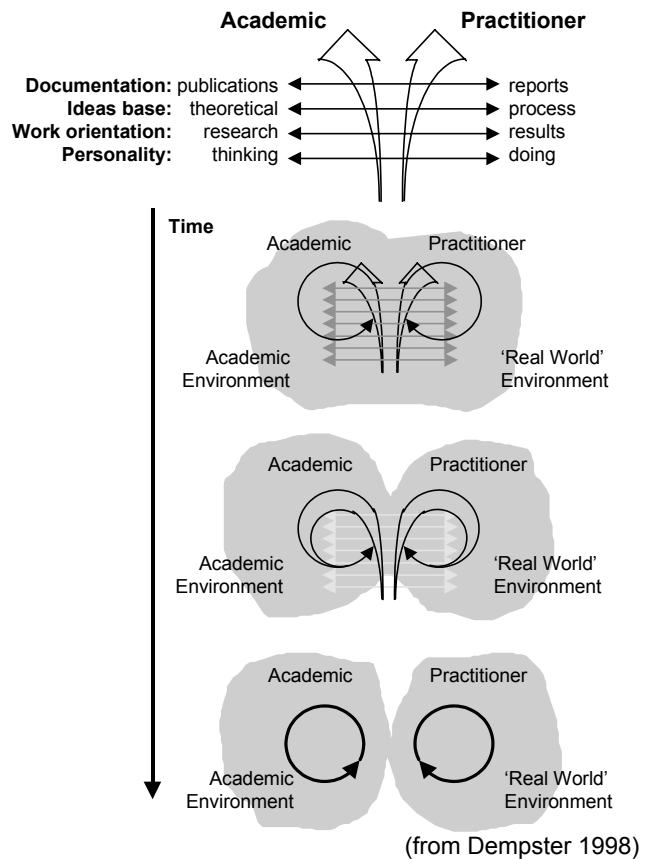 Academic Practitioner
Documentation: publications reports
Ideas base: theoretical process
Work orientation: research results
Personality: thinking doing
Time
Academic Practitioner
Academic ‘Real World’
Environment Environment
Academic Practitioner
Academic ‘Real World’
Environment Environment
Academic Practitioner
Academic ‘Real World’
Environment Environment
(from Dempster 1998)